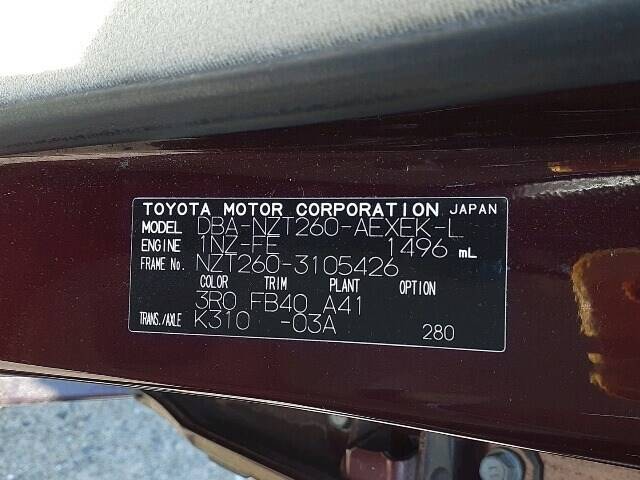 TOYOTA MOTOR CORPORATION JAPAN
MODEL DBA-NZT260-AEXEK-L
ENGINE 1NZ-FE 1496 mL
FRAME No. NZT260-3105426
COLOR TRIM PLANT OPTION
3R0 FB40 A41
TRANS./AXLE K310 -03A 280